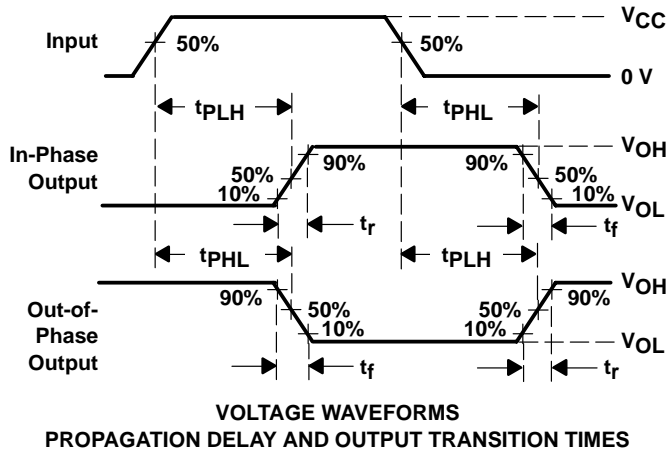 VCC
Input
50%
50%
0 V
tPLH
tPHL
In-Phase
Output
VOH
90%
90%
50%
50%
10%
10%
VOL
tr
tf
tPHL
tPLH
Out-of-
Phase
Output
VOH
90%
90%
50%
50%
10%
10%
VOL
tf
tr
VOLTAGE WAVEFORMS
PROPAGATION DELAY AND OUTPUT TRANSITION TIMES